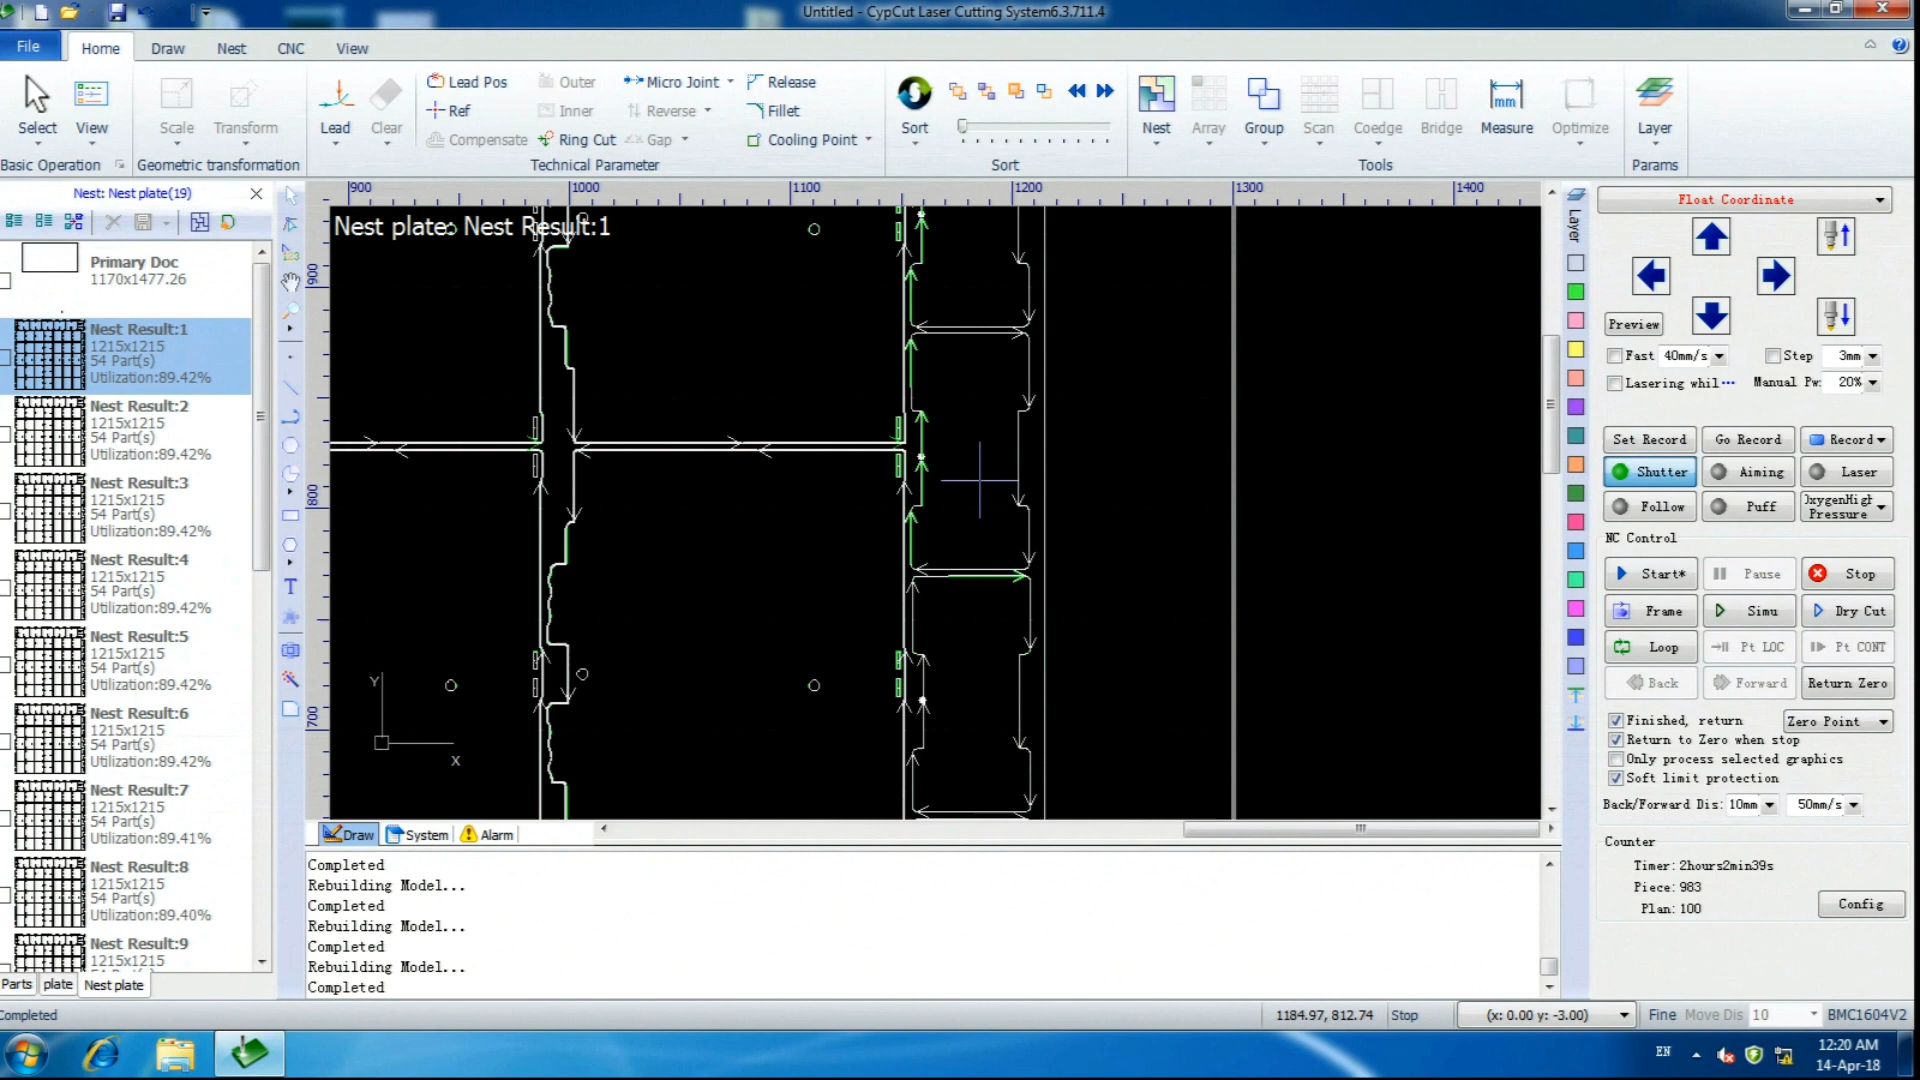 Untitled - CypCut Laser Cutting System6.3.711.4
File Home Draw Nest CNC View
Select
View
Basic Operation
Scale
Transform
Geometric transformation
Lead
Clear
Lead Pos
Outer
Micro Joint
Release
Ref
Inner
Reverse
Fillet
Compensate
Ring Cut
Gap
Cooling Point
Technical Parameter
Sort
Sort
Nest
Array
Group
Scan
Coedge
Bridge
mm
Measure
Optimize
Tools
Layer
Params
Nest: Nest plate(19)
Primary Doc
1170x1477.26
Nest Result:1
1215x1215
54 Part(s)
Utilization:89.42%
Nest Result:2
1215x1215
54 Part(s)
Utilization:89.42%
Nest Result:3
1215x1215
54 Part(s)
Utilization:89.42%
Nest Result:4
1215x1215
54 Part(s)
Utilization:89.42%
Nest Result:5
1215x1215
54 Part(s)
Utilization:89.42%
Nest Result:6
1215x1215
54 Part(s)
Utilization:89.42%
Nest Result:7
1215x1215
54 Part(s)
Utilization:89.41%
Nest Result:8
1215x1215
54 Part(s)
Utilization:89.40%
Nest Result:9
1215x1215
Parts plate Nest plate
123
T
900 1000 1100 1200 1300 1400
900
800
700
Nest plate: Nest Result:1
Y
X
Draw System Alarm
Completed
Rebuilding Model...
Completed
Rebuilding Model...
Completed
Rebuilding Model...
Completed
Layer
Float Coordinate
Preview
Fast 40mm/s Step 3mm
Lasering whil... Manual Pw: 20%
Set Record Go Record Record
Shutter Aiming Laser
Follow Puff
Pressure
NC Control
Start* Pause Stop
Frame Simu Dry Cut
Loop Pt LOC Pt CONT
Back Forward Return Zero
Finished, return Zero Point
Return to Zero when stop
Only process selected graphics
Soft limit protection
Back/Forward Dis: 10mm 50mm/s
Counter
Timer: 2hours2min39s
Piece: 983
Plan: 100
Config
Completed
1184.97, 812.74 Stop (x: 0.00 y: -3.00) Fine Move Dis 10 BMC1604V2
EN
12:20 AM
14-Apr-18